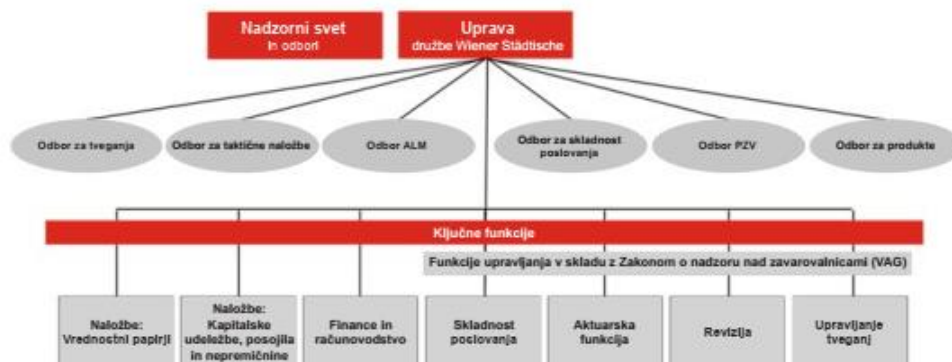 Nadzorni svet
in odbori
Uprava
družbe Wiener Städtische
Odbor za tveganja
Odbor za taktične naložbe
Odbor ALM
Odbor za skladnost
poslovanja
Odbor PZV
Odbor za produkte
Ključne funkcije
Funkcije upravljanja v skladu z Zakonom o nadzoru nad zavarovalnicami (VAG)
Naložbe:
Vrednostni papirji
Naložbe:
Kapitalske
udeležbe, posojila
in nepremičnine
Finance in
računovodstvo
Skladnost
poslovanja
Aktuarska
funkcija
Revizija
Upravljanje
tveganj